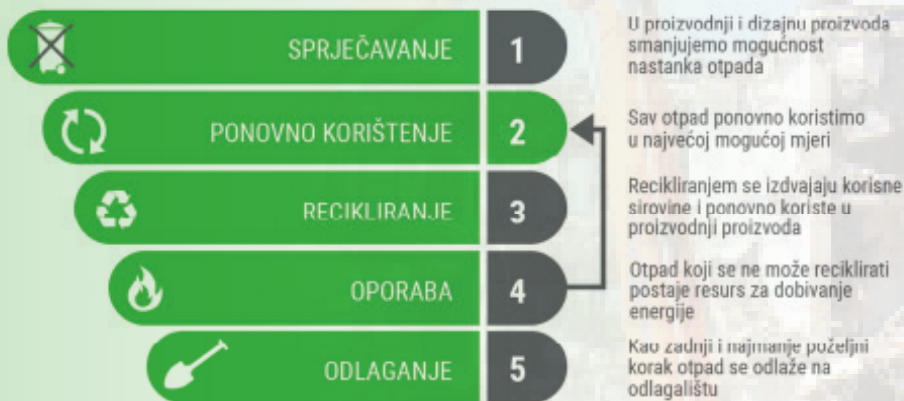 SPRJEČAVANJE
1
U proizvodnji i dizajnu proizvoda
smanjujemo mogućnost
nastanka otpada
PONOVNO KORIŠTENJE
2
Sav otpad ponovno koristimo
u najvećoj mogućoj mjeri
RECIKLIRANJE
3
Recikliranjem se izdvajaju korisne
sirovine i ponovno koriste u
proizvodnji proizvoda
OPORABA
4
Otpad koji se ne može reciklirati
postaje resurs za dobivanje
energije
ODLAGANJE
5
Kao zadnji i najmanje poželjni
korak otpad se odlaže na
odlagalištu